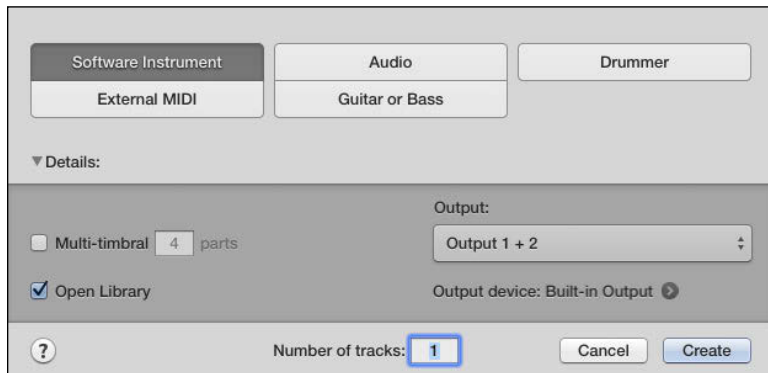 Software Instrument
Audio
Drummer
External MIDI
Guitar or Bass
Details:
Output:
Multi-timbral 4 parts
Output 1 + 2
Open Library
Output device: Built-in Output
? Number of tracks: 1 Cancel Create